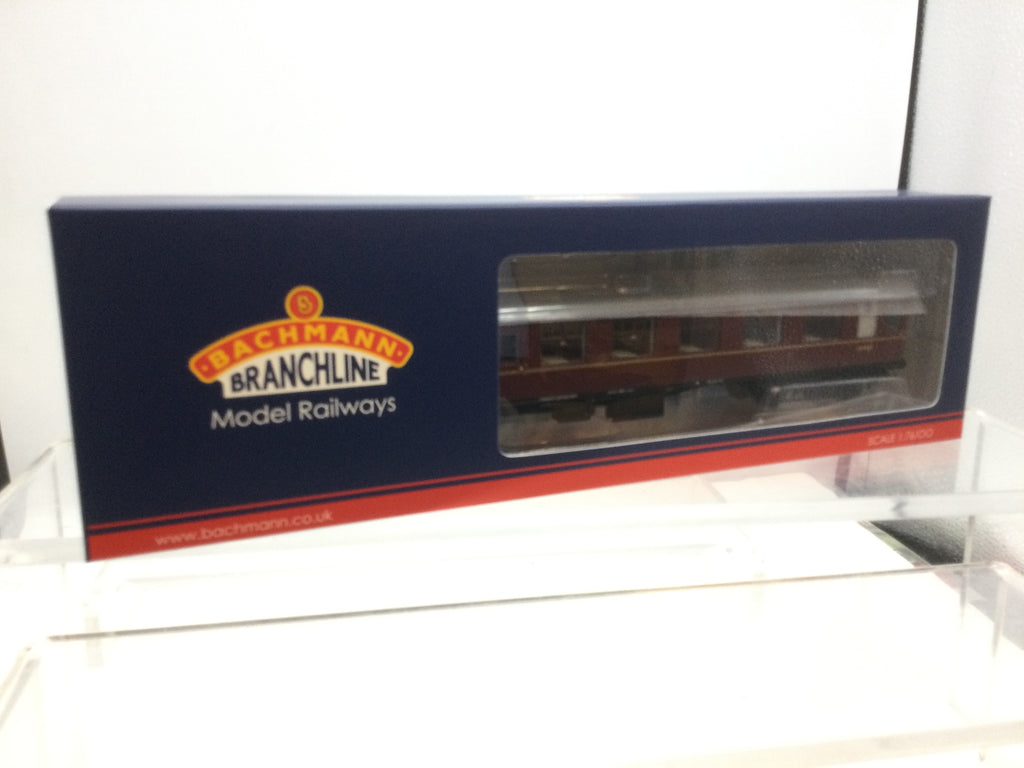 BACHMANN
BRANCHLINE
Model Railways
www.bachmann.co.uk
SCALE 1:76/OO